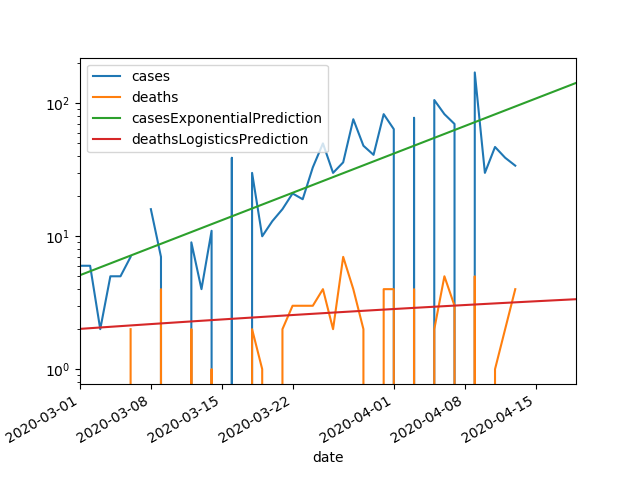 cases
deaths
casesExponentialPrediction
deathsLogisticsPrediction
10²
10¹
10⁰
2020-03-01
2020-03-08
2020-03-15
2020-03-22
2020-04-01
2020-04-08
2020-04-15
date